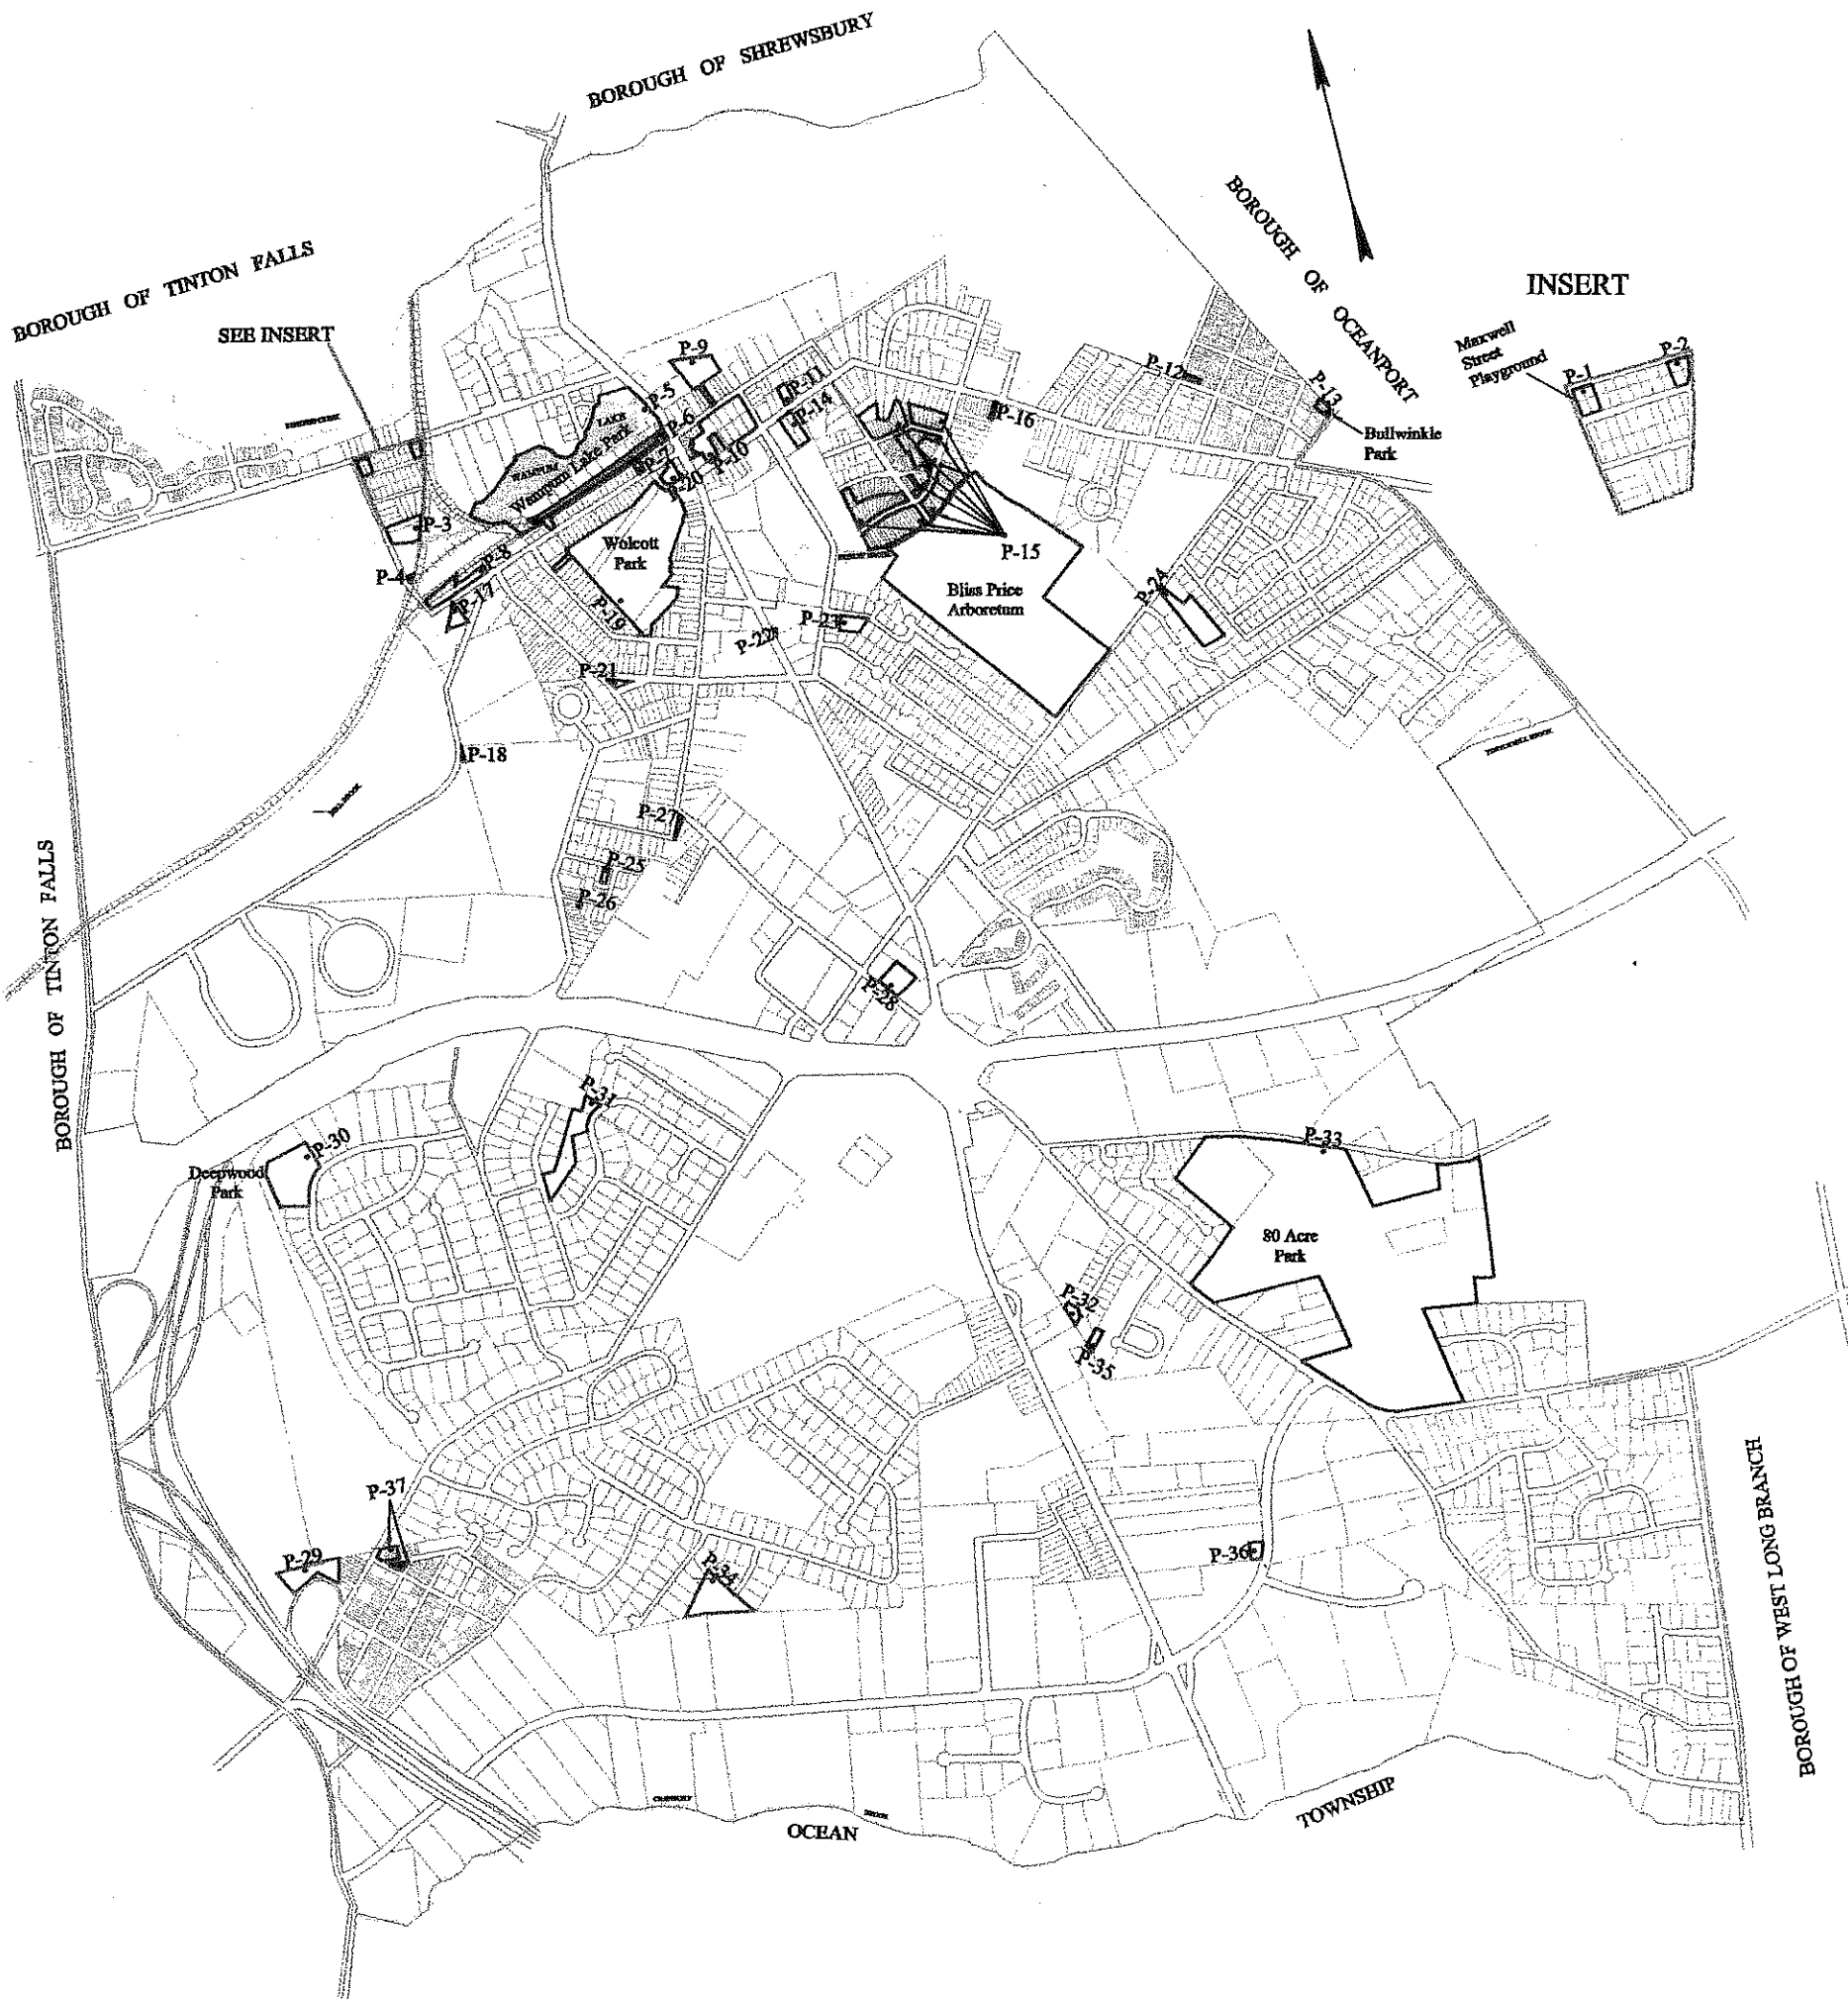 BOROUGH OF SHREWSBURY
BOROUGH OF TINTON FALLS
BOROUGH OF OCEANPORT
INSERT
SEE INSERT
Maxwell
Street
Playground
P-1
P-2
P-9
P-5
P-6
P-11
P-14
P-12
P-13
P-16
Bullwinkle
Park
LAKE
WAMPUM
Wampum Lake Park
P-7
P-10
P-20
P-3
P-8
P-4
P-17
Wolcott
Park
P-19
P-15
Bliss Price
Arboretum
P-24
P-23
P-22
P-21
P-18
P-27
P-25
P-26
P-28
BOROUGH OF TINTON FALLS
P-31
P-30
Deepwood
Park
P-33
80 Acre
Park
P-32
P-35
P-37
P-29
P-34
P-36
BOROUGH OF WEST LONG BRANCH
OCEAN
TOWNSHIP